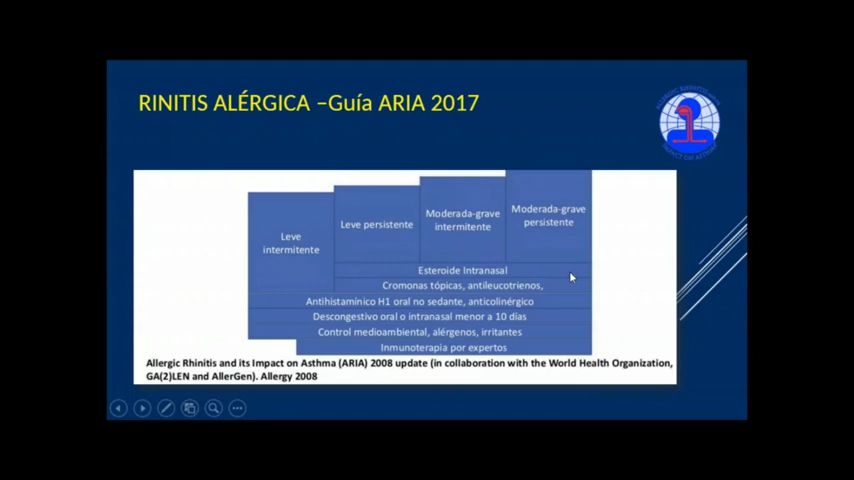 RINITIS ALÉRGICA –Guía ARIA 2017
Leve
intermitente
Leve persistente
Moderada-grave
intermitente
Moderada-grave
persistente
Esteroide Intranasal
Cromonas tópicas, antileucotrienos,
Antihistamínico H1 oral no sedante, anticolinérgico
Descongestivo oral o intranasal menor a 10 días
Control medioambiental, alérgenos, irritantes
Inmunoterapia por expertos
Allergic Rhinitis and its Impact on Asthma (ARIA) 2008 update (in collaboration with the World Health Organization,
GA(2)LEN and AllerGen). Allergy 2008